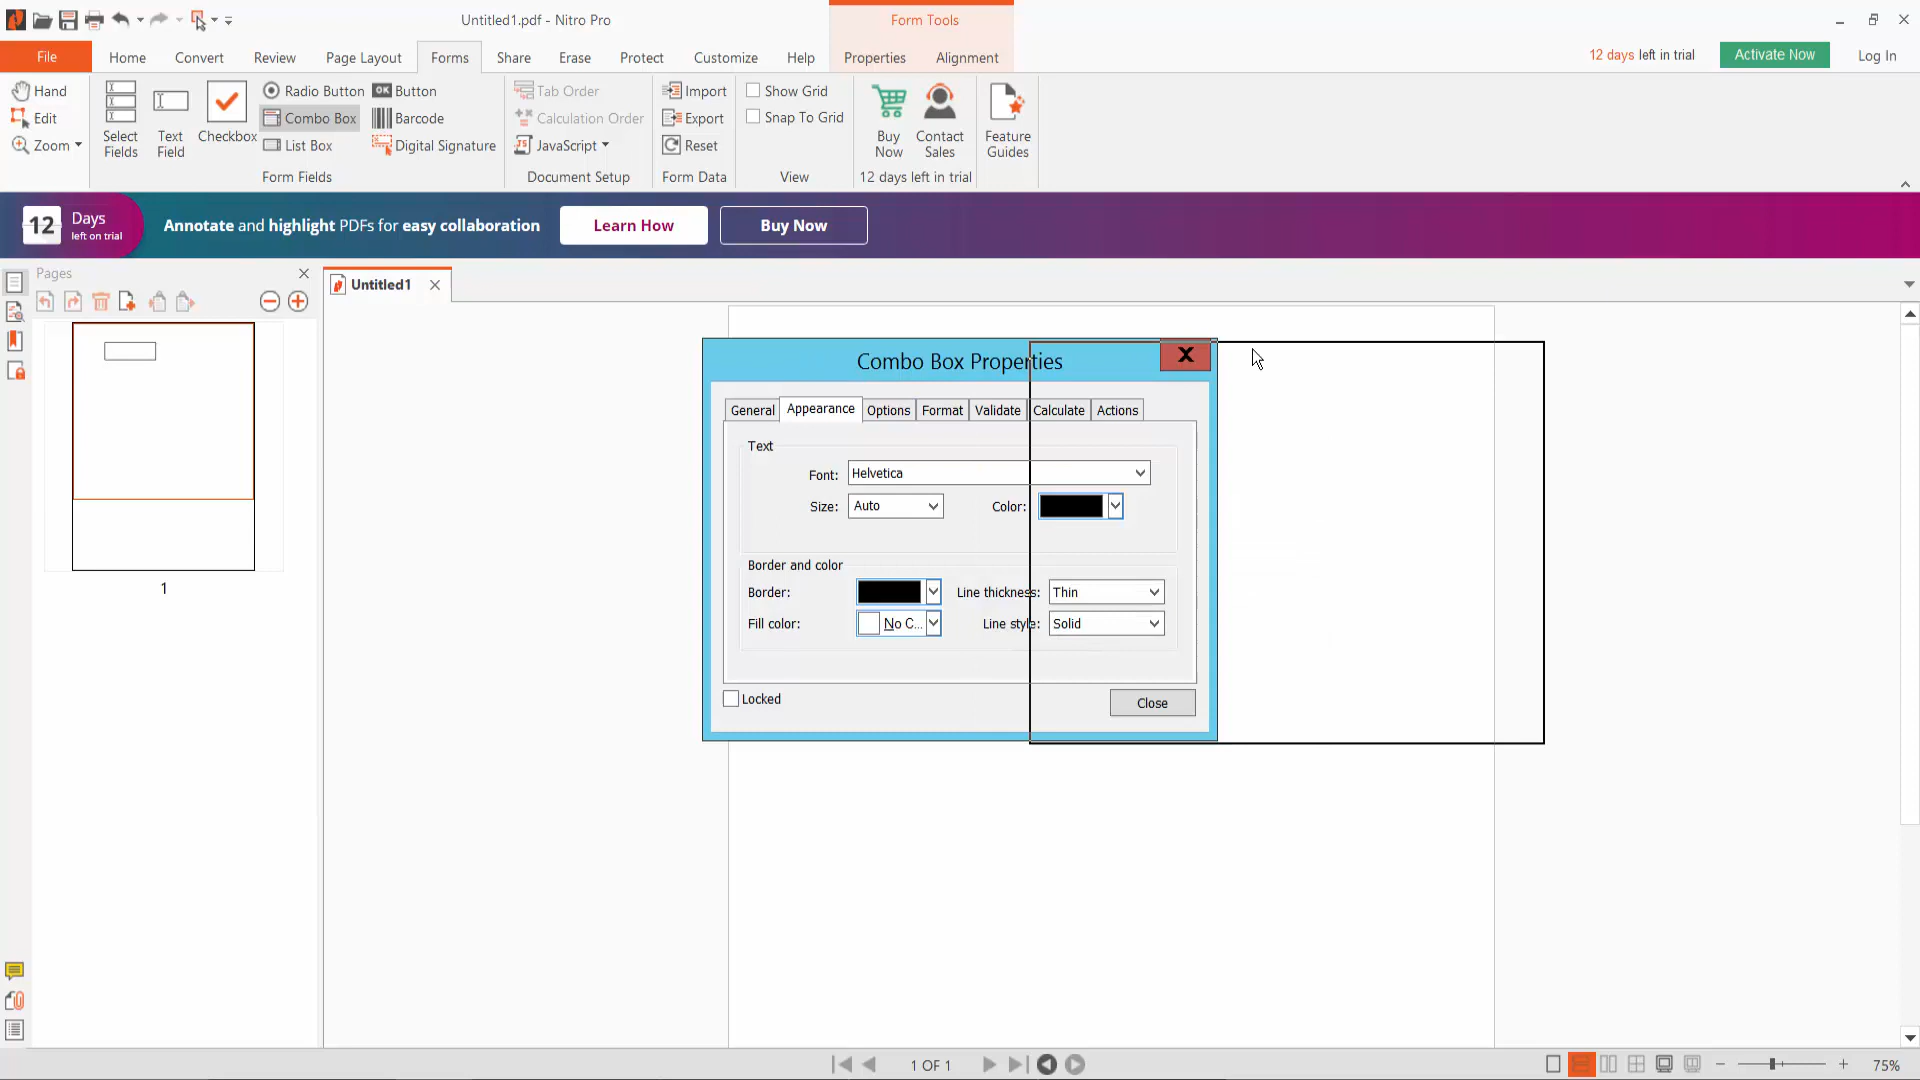 Untitled1.pdf - Nitro Pro
Form Tools
File
Home
Convert
Review
Page Layout
Forms
Share
Erase
Protect
Customize
Help
Properties
Alignment
12 days left in trial
Activate Now
Log In
Hand
Edit
Zoom
Select
Fields
Text
Field
Checkbox
Radio Button
Combo Box
List Box
OK Button
Barcode
Digital Signature
Form Fields
Tab Order
Calculation Order
JavaScript
Document Setup
Import
Export
Reset
Form Data
Show Grid
Snap To Grid
View
Buy
Now
Contact
Sales
12 days left in trial
Feature
Guides
12
Days
left on trial
Annotate and highlight PDFs for easy collaboration
Learn How
Buy Now
Pages
Untitled1
1
Combo Box Properties
X
General
Appearance
Options
Format
Validate
Calculate
Actions
Text
Font:
Helvetica
Size:
Auto
Color:
Border and color
Border:
Line thickness:
Thin
Fill color:
No C...
Line style:
Solid
Locked
Close
1 OF 1
75%